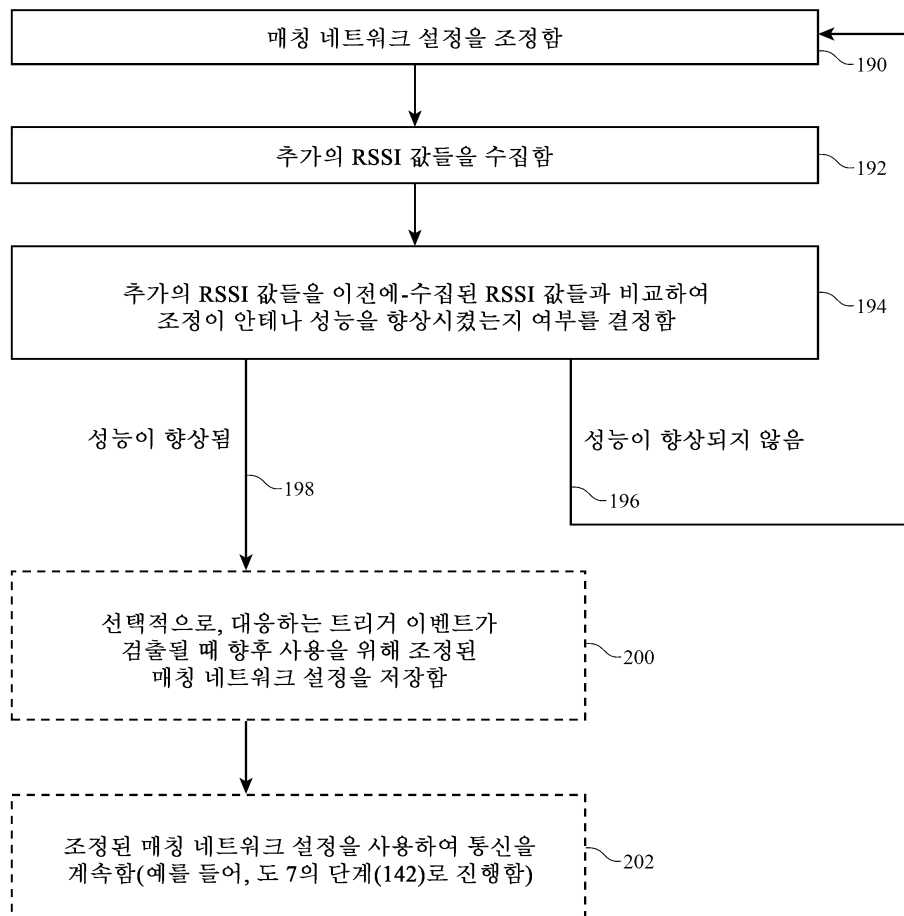 매칭 네트워크 설정을 조정함
190
추가의 RSSI 값들을 수집함
192
추가의 RSSI 값들을 이전에-수집된 RSSI 값들과 비교하여
조정이 안테나 성능을 향상시켰는지 여부를 결정함
194
성능이 향상됨
성능이 향상되지 않음
198
196
선택적으로, 대응하는 트리거 이벤트가
검출될 때 향후 사용을 위해 조정된
매칭 네트워크 설정을 저장함
200
조정된 매칭 네트워크 설정을 사용하여 통신을
계속함(예를 들어, 도 7의 단계(142)로 진행함)
202